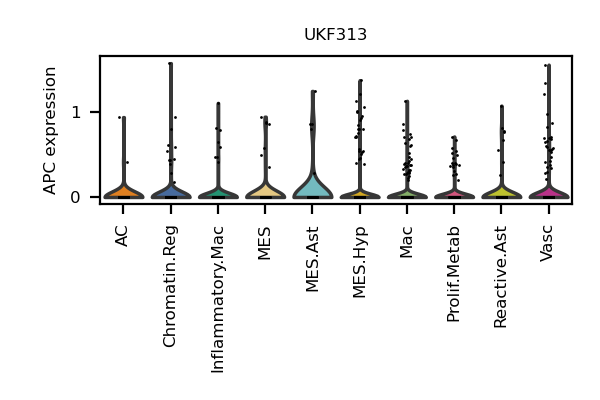 UKF313
APC expression
1
0
AC
Chromatin.Reg
Inflammatory.Mac
MES
MES.Ast
MES.Hyp
Mac
Prolif.Metab
Reactive.Ast
Vasc